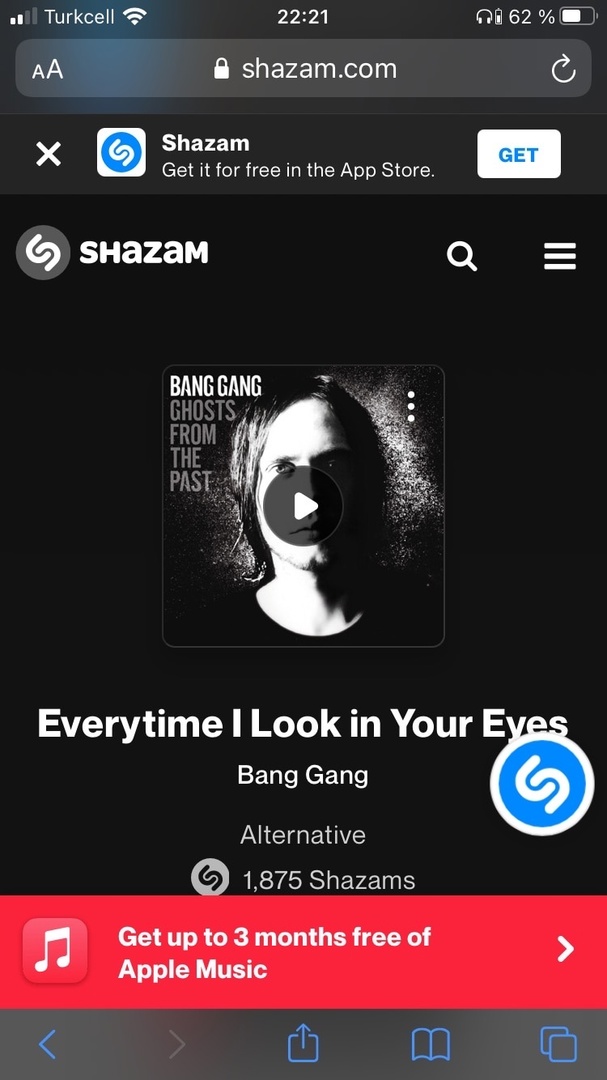 Turkcell 22:21 62 %
AA shazam.com
Shazam
Get it for free in the App Store.
GET
SHAZAM
BANG GANG
GHOSTS
FROM
THE
PAST
Everytime I Look in Your Eyes
Bang Gang
Alternative
1,875 Shazams
Get up to 3 months free of
Apple Music